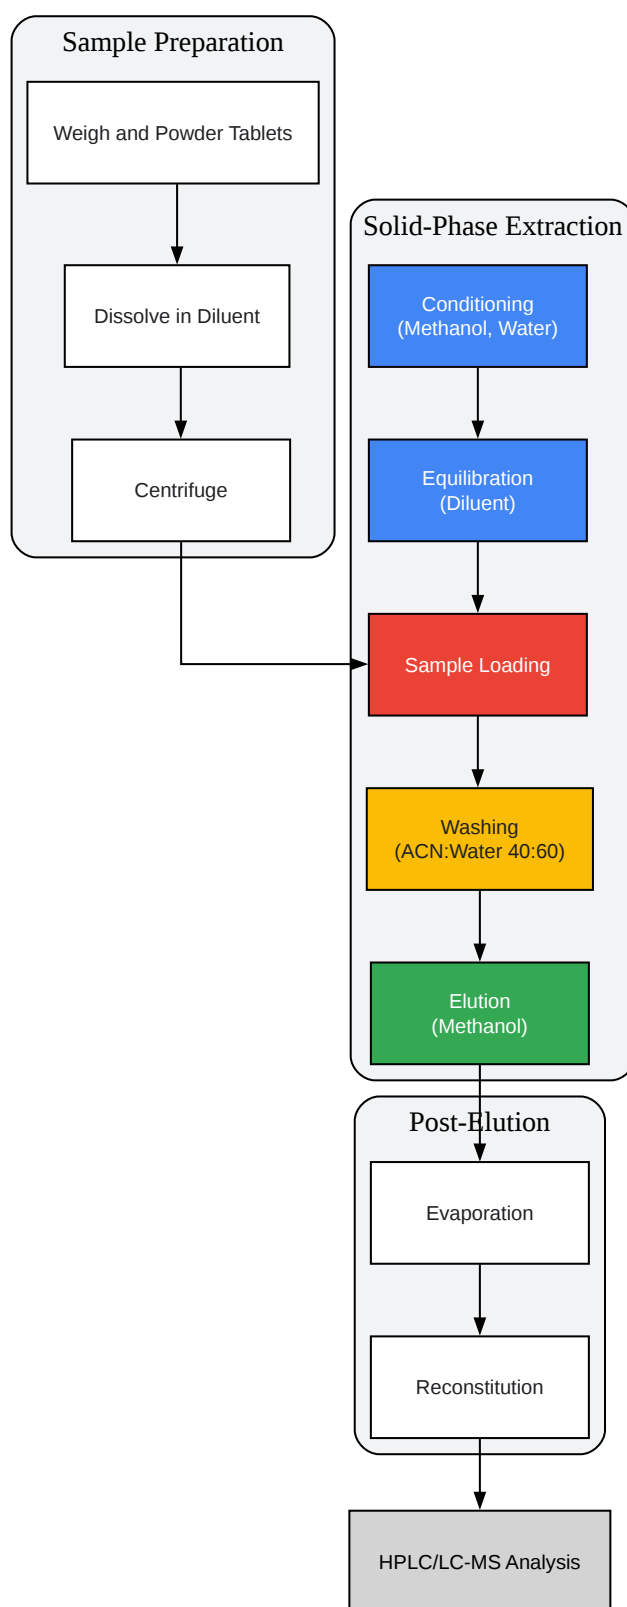 Sample Preparation
Weigh and Powder Tablets
Dissolve in Diluent
Centrifuge
Solid-Phase Extraction
Conditioning
(Methanol, Water)
Equilibration
(Diluent)
Sample Loading
Washing
(ACN:Water 40:60)
Elution
(Methanol)
Post-Elution
Evaporation
Reconstitution
HPLC/LC-MS Analysis